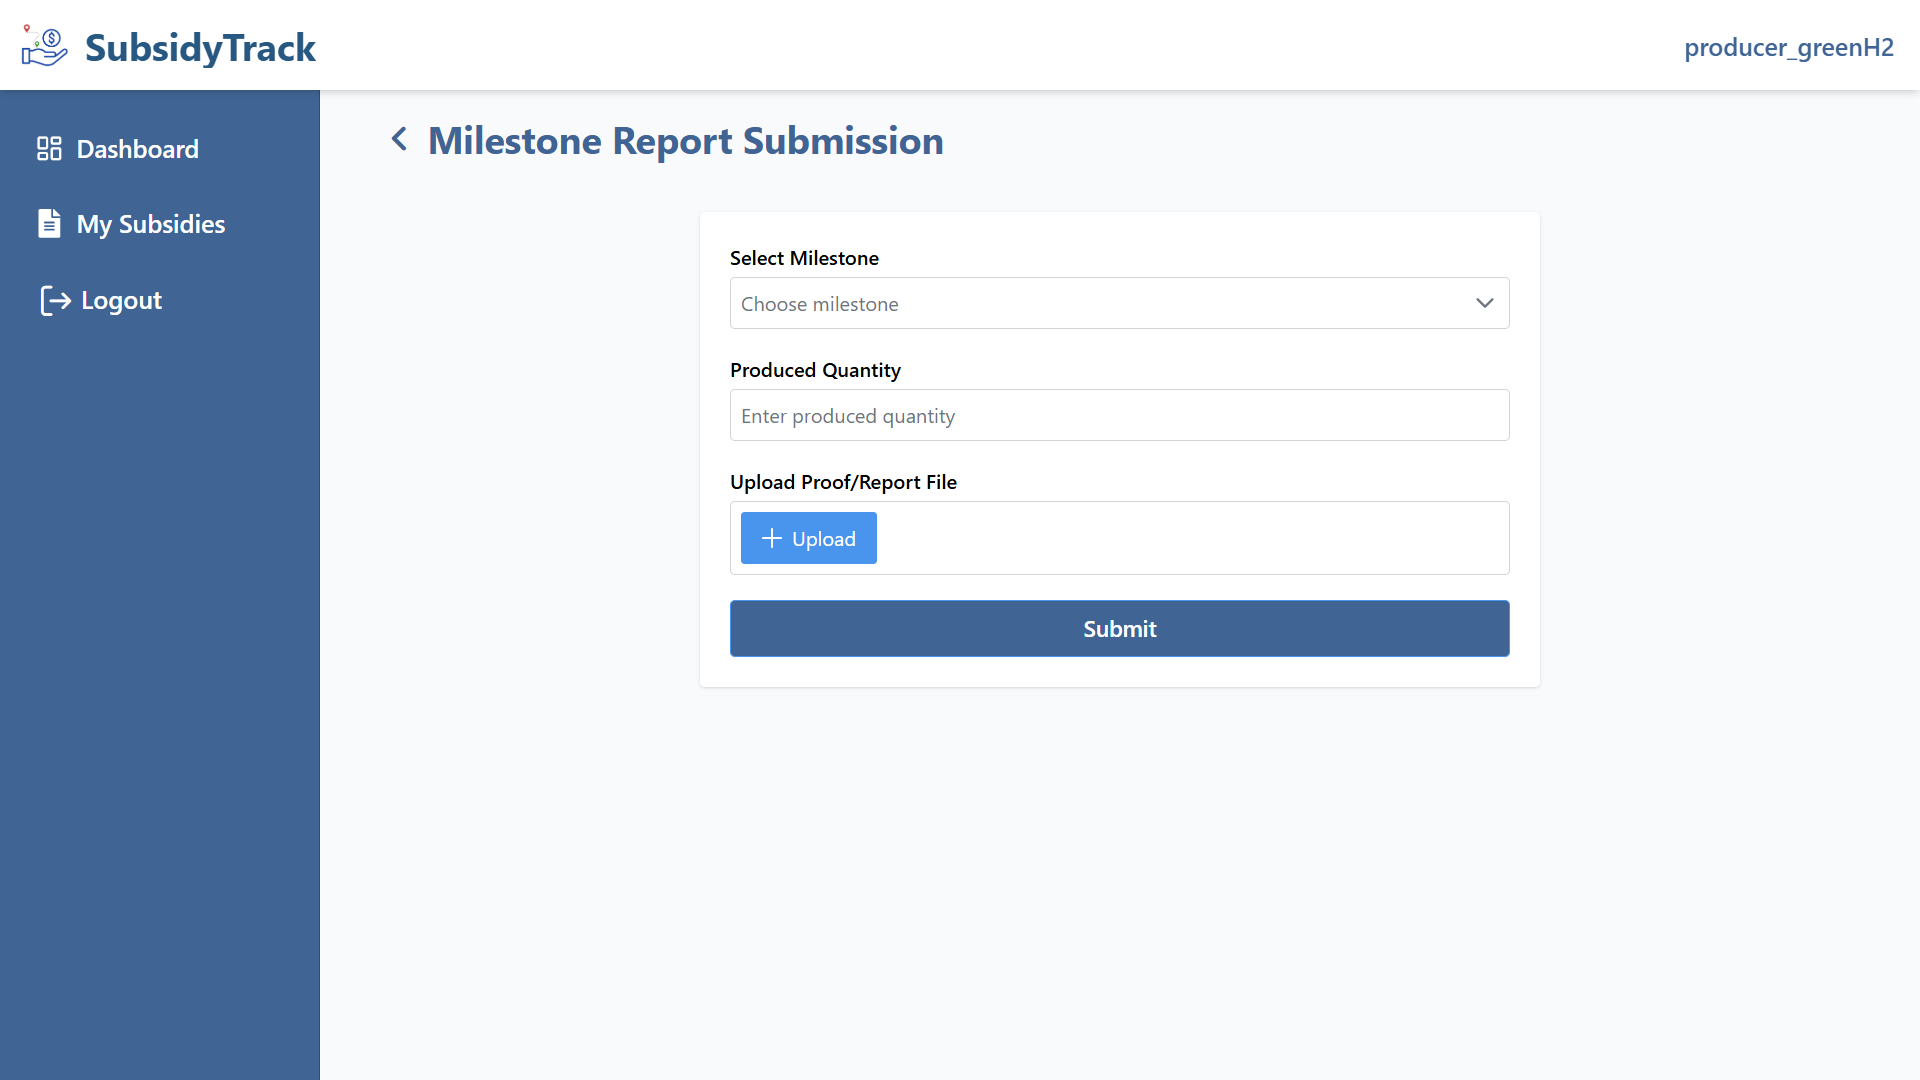 SubsidyTrack
producer_greenH2
Dashboard
My Subsidies
Logout
Milestone Report Submission
Select Milestone
Choose milestone
Produced Quantity
Enter produced quantity
Upload Proof/Report File
Upload
Submit